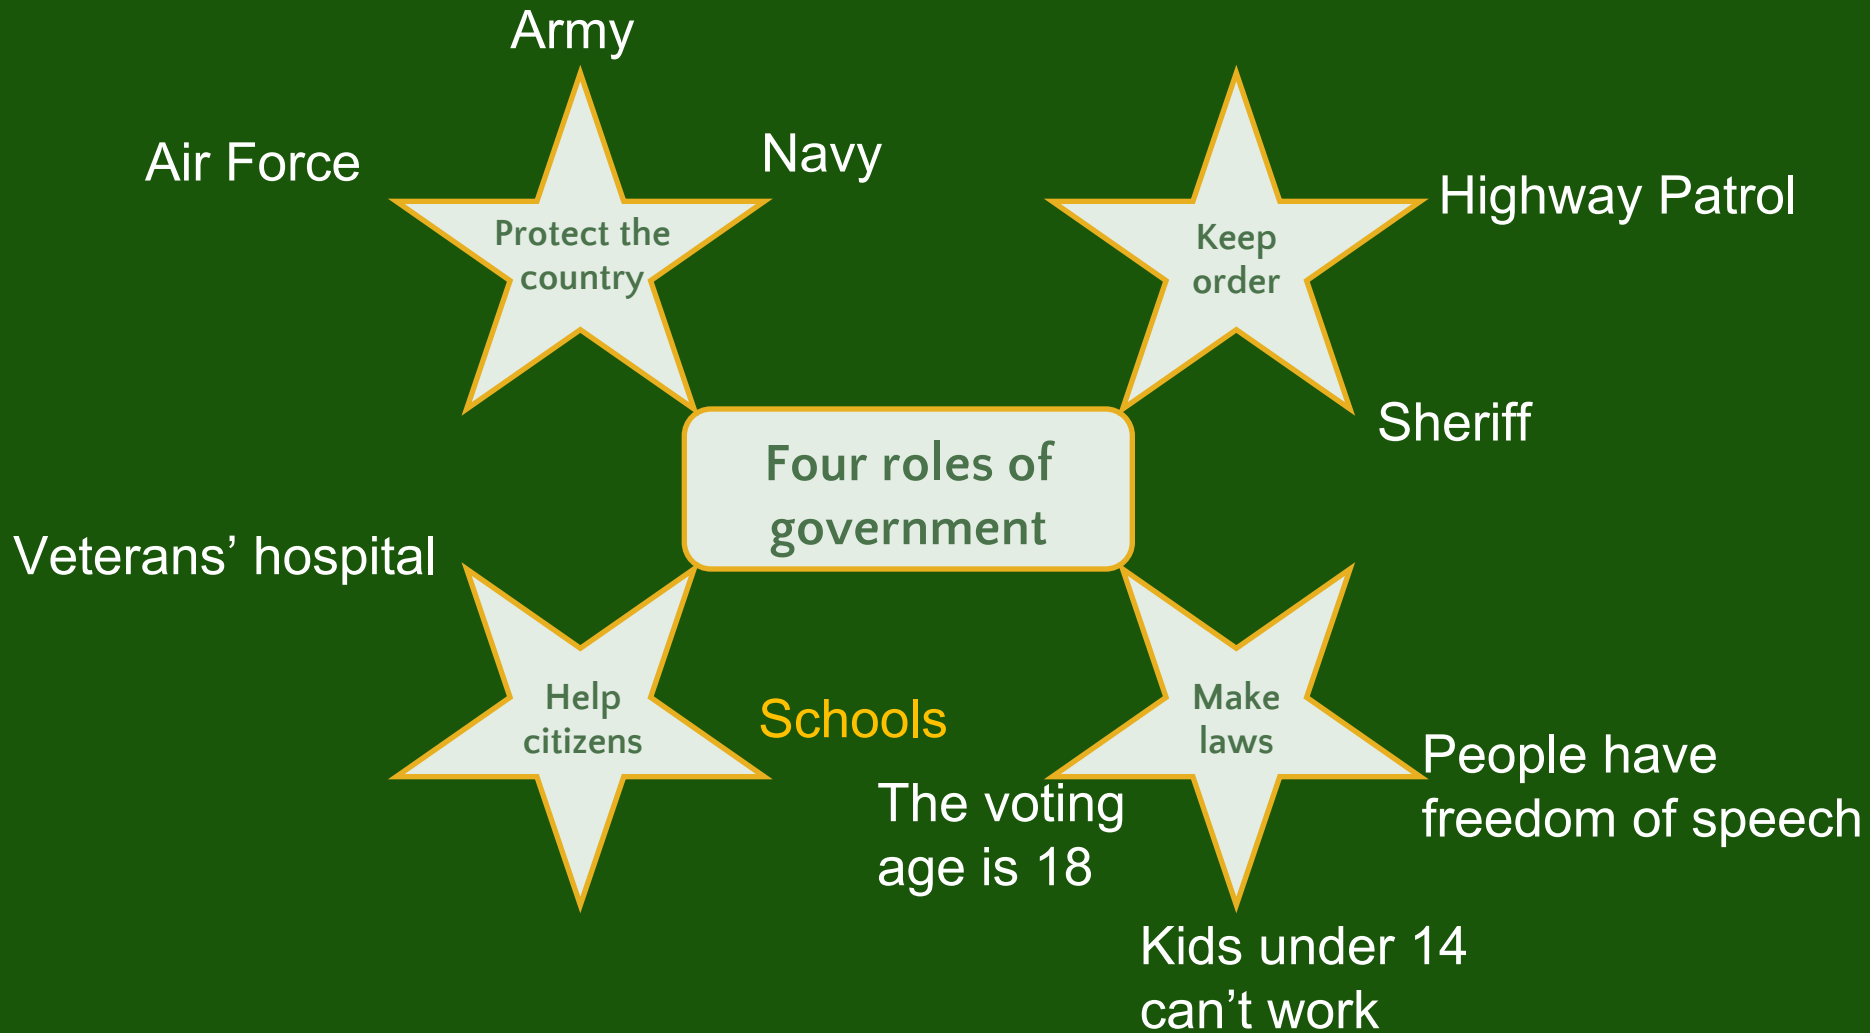 Army
Air Force
Navy
Protect the
country
Keep
order
Highway Patrol
Sheriff
Four roles of
government
Veterans’ hospital
Help
citizens
Schools
Make
laws
The voting
age is 18
People have
freedom of speech
Kids under 14
can’t work